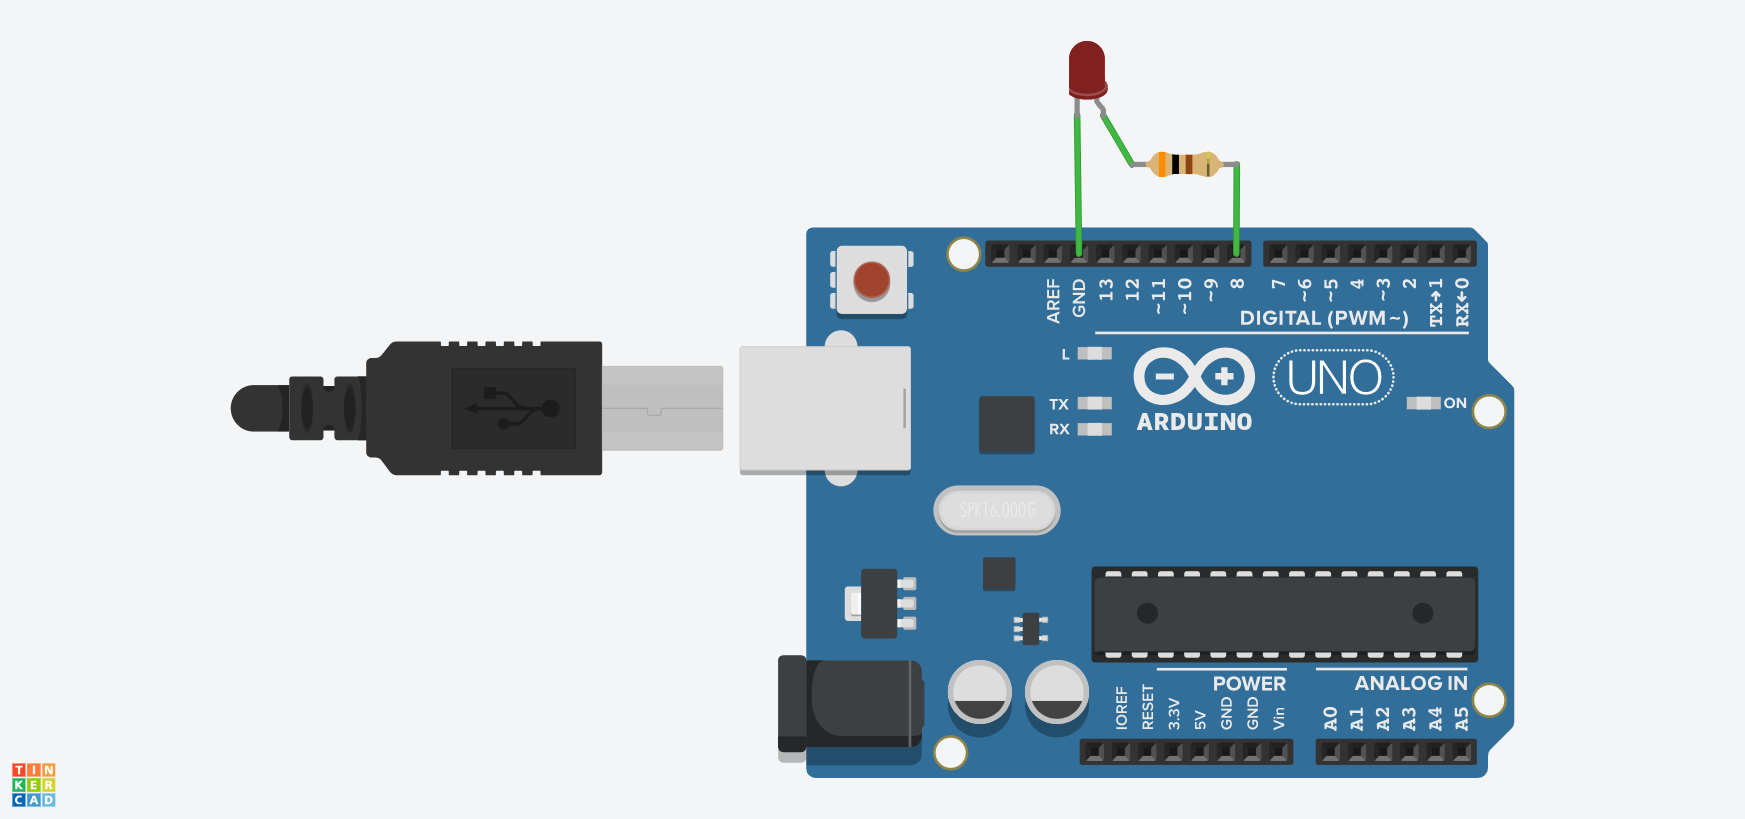 AREF
GND
13
12
~11
~10
~9
8
7
~6
~5
4
~3
2
TX→1
RX←0
DIGITAL (PWM~)
L
TX
RX
ARDUINO
UNO
ON
SPK16.000G
IOREF
RESET
3.3V
5V
GND
GND
Vin
POWER
ANALOG IN
A0
A1
A2
A3
A4
A5
TIN
KER
CAD